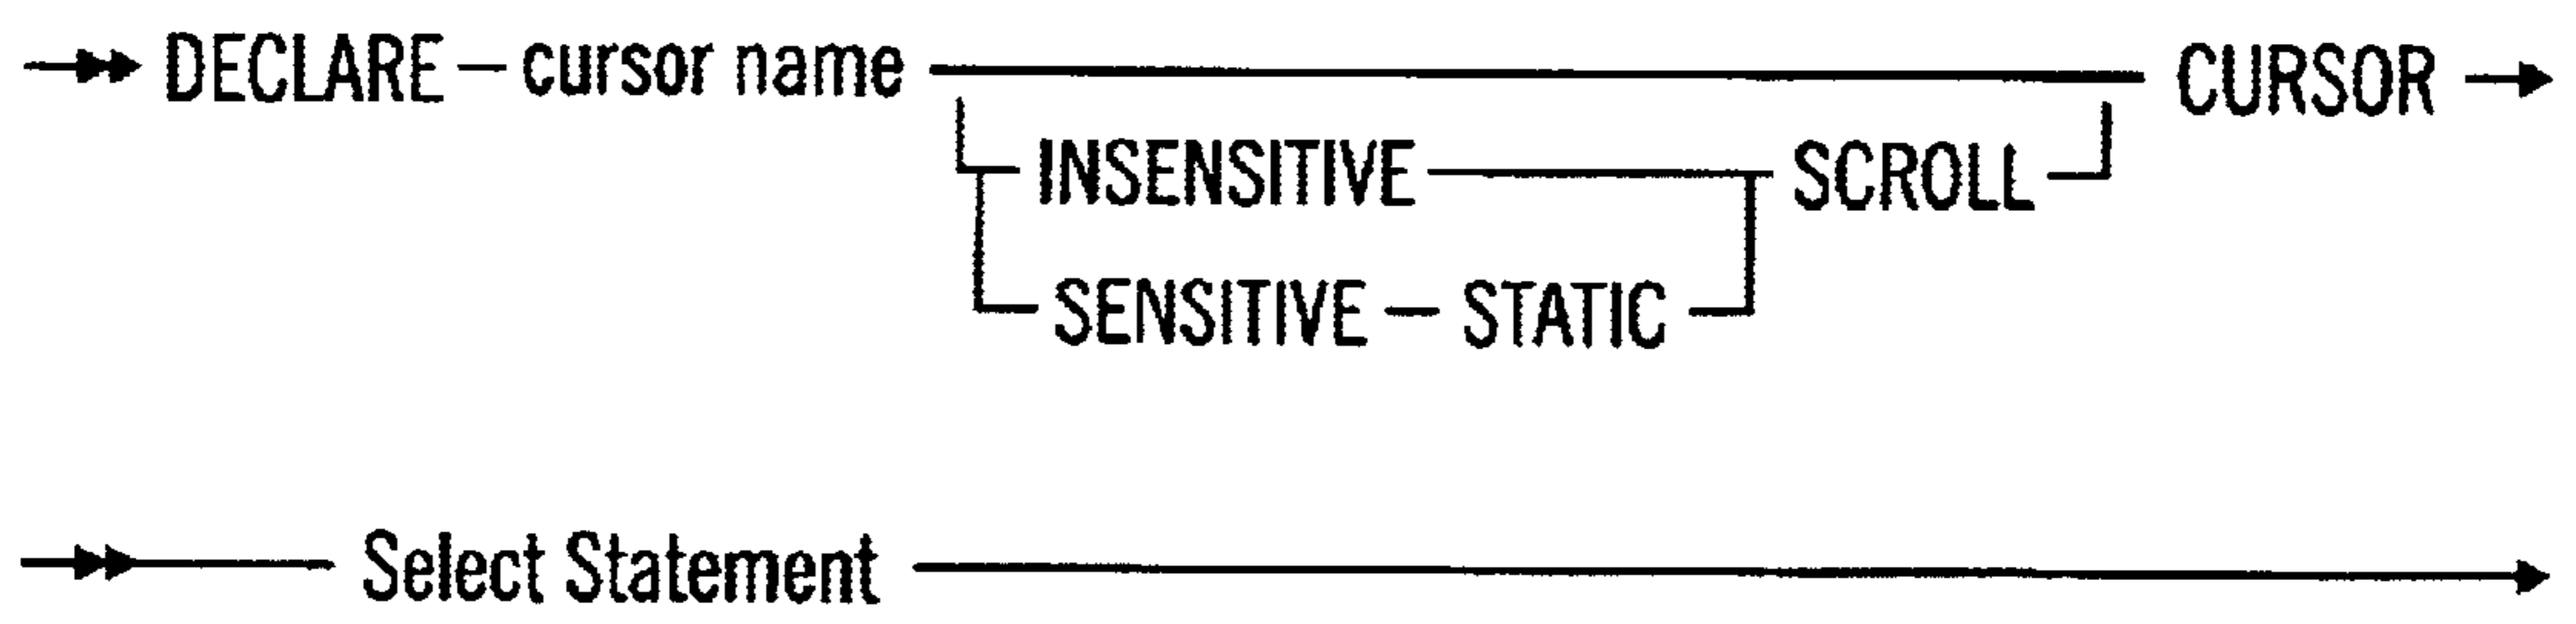 DECLARE cursor name CURSOR
INSENSITIVE SCROLL
SENSITIVE STATIC
Select Statement